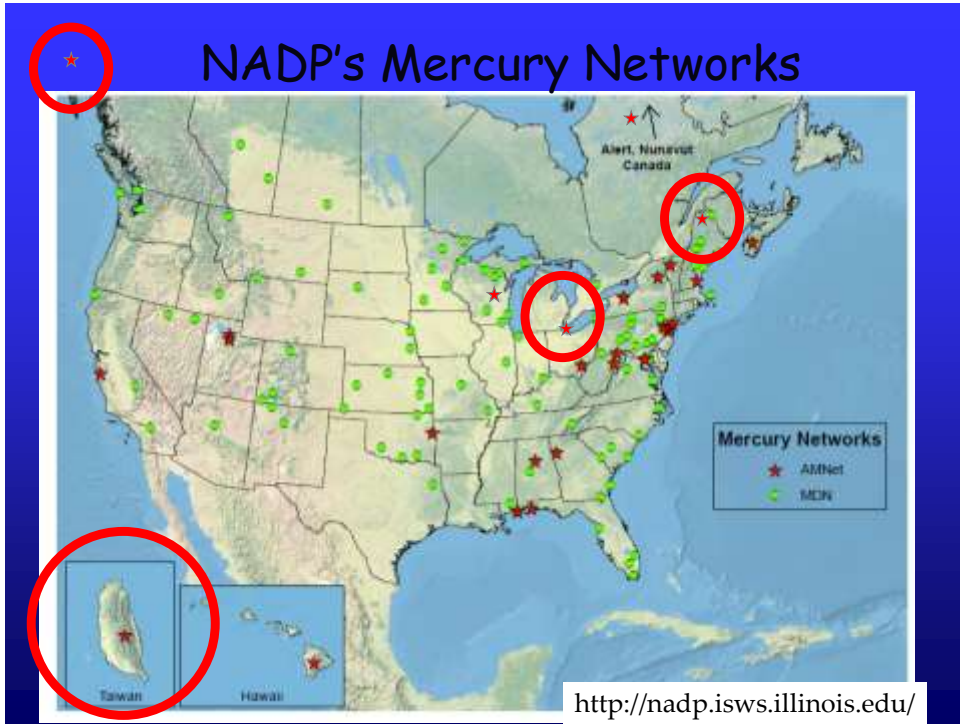 NADP's Mercury Networks
Alert, Nunavut
Canada
Mercury Networks
AMNet
MDN
Taiwan
Hawaii
http://nadp.isws.illinois.edu/